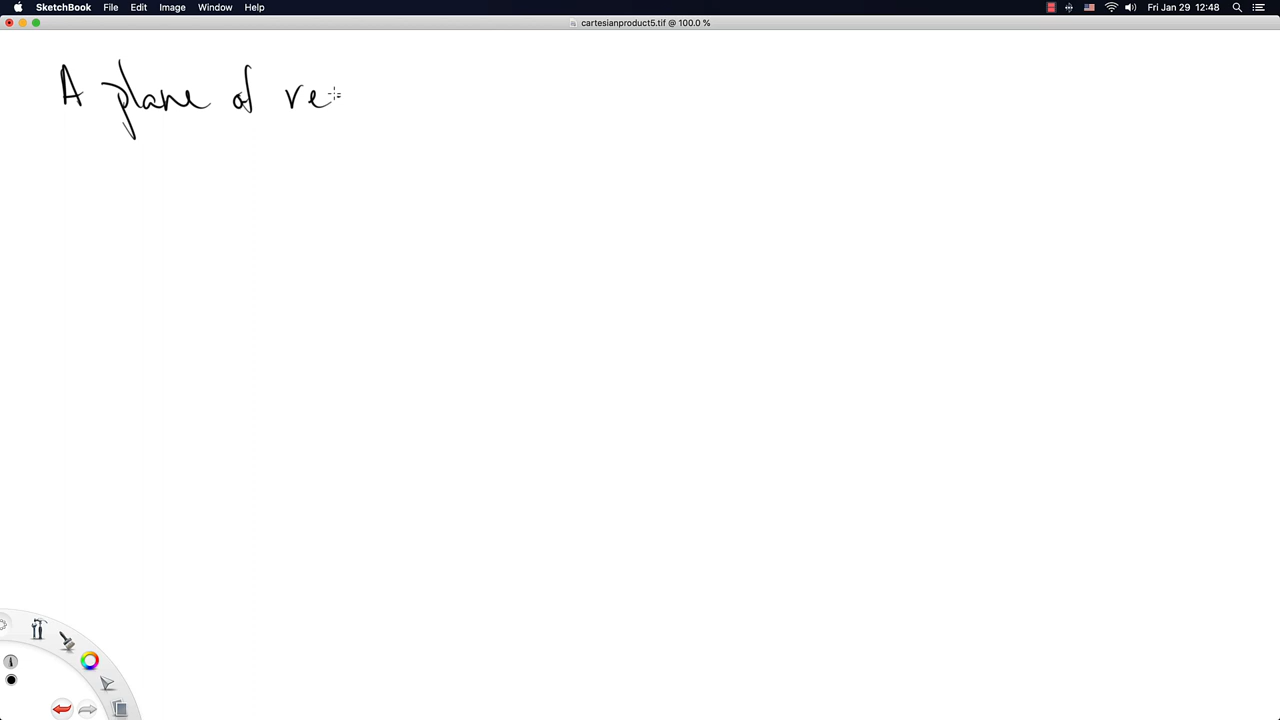 SketchBook File Edit Image Window Help Fri Jan 29 12:48
cartesianproduct5.tif @ 100.0 %
A plane of re